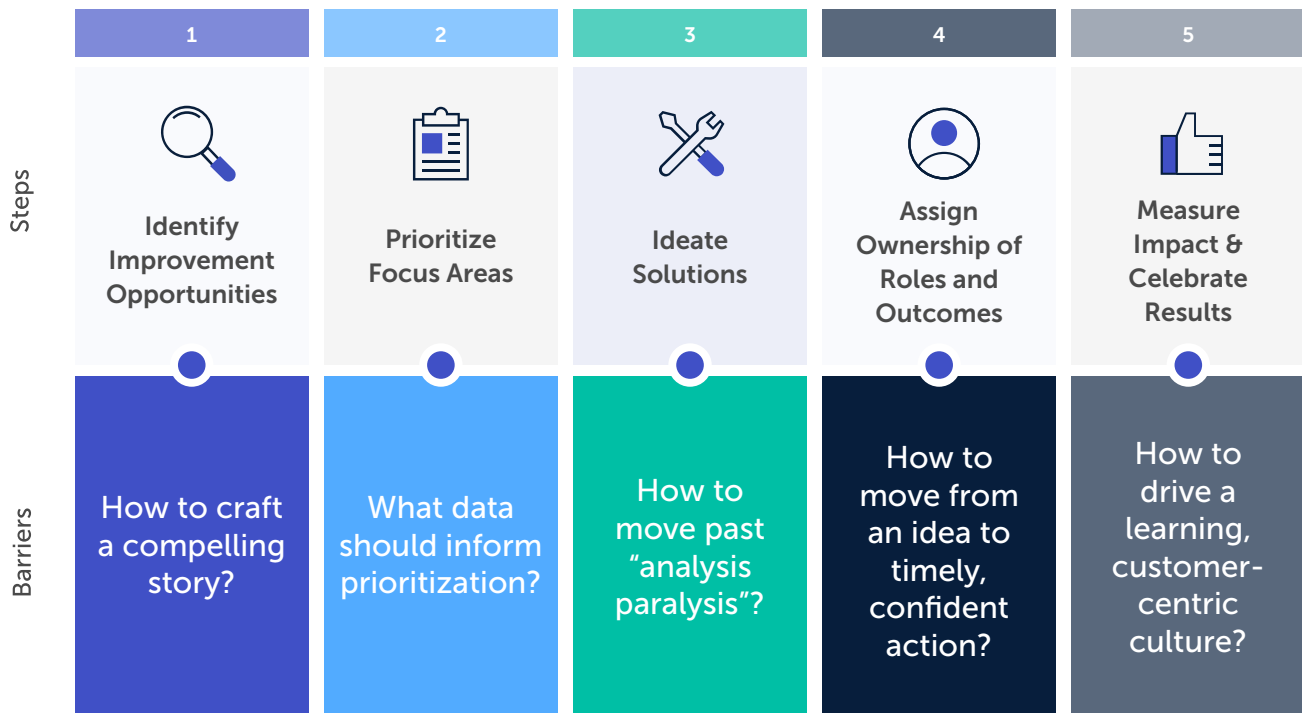 1
2
3
4
5
Steps
Identify
Improvement
Opportunities
Prioritize
Focus Areas
Ideate
Solutions
Assign
Ownership of
Roles and
Outcomes
Measure
Impact &
Celebrate
Results
Barriers
How to craft
a compelling
story?
What data
should inform
prioritization?
How to
move past
“analysis
paralysis”?
How to
move from
an idea to
timely,
confident
action?
How to
drive a
learning,
customer-
centric
culture?